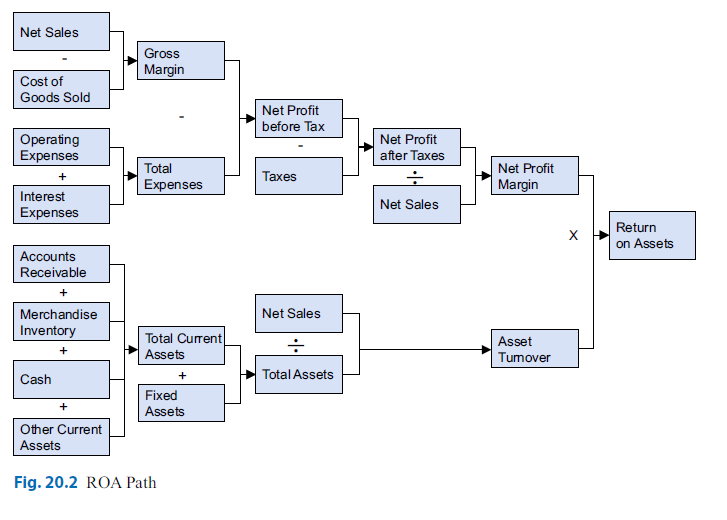 Net Sales
-
Cost of
Goods Sold
Gross
Margin
-
Operating
Expenses
+
Interest
Expenses
Total
Expenses
Net Profit
before Tax
-
Taxes
Net Profit
after Taxes
÷
Net Sales
Net Profit
Margin
X
Return
on Assets
Accounts
Receivable
+
Merchandise
Inventory
+
Cash
+
Other Current
Assets
Total Current
Assets
+
Fixed
Assets
Net Sales
÷
Total Assets
Asset
Turnover
Fig. 20.2 ROA Path